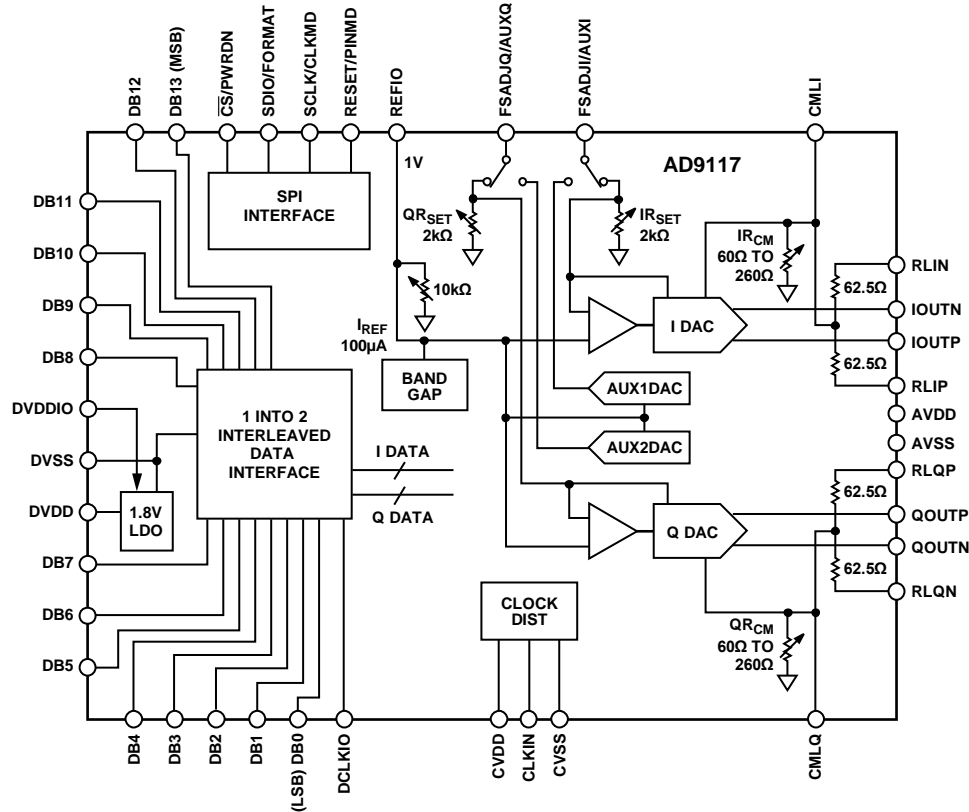 DB12
DB13 (MSB)
CS/PWRDN
SDIO/FORMAT
SCLK/CLKMD
RESET/PINMD
REFIO
FSADJQ/AUXQ
FSADJI/AUXI
CMLI
AD9117
1V
SPI
INTERFACE
QRSET
2kΩ
IRSET
2kΩ
IRCM
60Ω TO
260Ω
10kΩ
IREF
100µA
BAND
GAP
I DAC
AUX1DAC
AUX2DAC
Q DAC
62.5Ω
62.5Ω
62.5Ω
62.5Ω
QRCM
60Ω TO
260Ω
1 INTO 2
INTERLEAVED
DATA
INTERFACE
I DATA
Q DATA
1.8V
LDO
CLOCK
DIST
DB11
DB10
DB9
DB8
DVDDIO
DVSS
DVDD
DB7
DB6
DB5
RLIN
IOUTN
IOUTP
RLIP
AVDD
AVSS
RLQP
QOUTP
QOUTN
RLQN
DB4
DB3
DB2
DB1
(LSB) DB0
DCLKIO
CVDD
CLKIN
CVSS
CMLQ